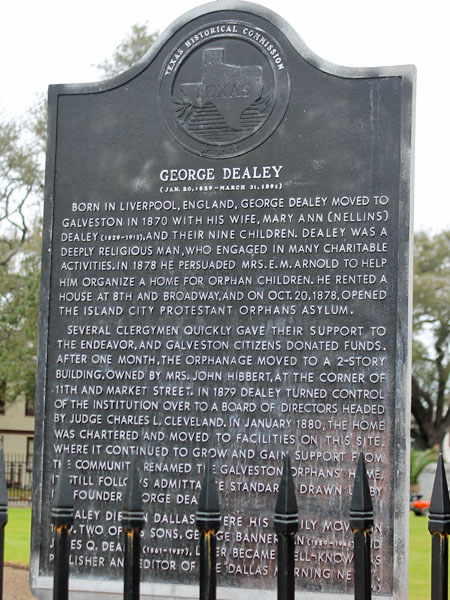 TEXAS HISTORICAL COMMISSION
TEXAS
GEORGE DEALEY
(JAN. 20, 1829 – MARCH 31, 1891)
BORN IN LIVERPOOL, ENGLAND, GEORGE DEALEY MOVED TO
GALVESTON IN 1870 WITH HIS WIFE, MARY ANN (NELLINS)
DEALEY (1829-1913), AND THEIR NINE CHILDREN. DEALEY WAS A
DEEPLY RELIGIOUS MAN, WHO ENGAGED IN MANY CHARITABLE
ACTIVITIES. IN 1878 HE PERSUADED MRS. E.M. ARNOLD TO HELP
HIM ORGANIZE A HOME FOR ORPHAN CHILDREN. HE RENTED A
HOUSE AT 8TH AND BROADWAY, AND ON OCT. 20, 1878, OPENED
THE ISLAND CITY PROTESTANT ORPHANS ASYLUM.
SEVERAL CLERGYMEN QUICKLY GAVE THEIR SUPPORT TO
THE ENDEAVOR, AND GALVESTON CITIZENS DONATED FUNDS.
AFTER ONE MONTH, THE ORPHANAGE MOVED TO A 2-STORY
BUILDING, OWNED BY MRS. JOHN HIBBERT, AT THE CORNER OF
11TH AND MARKET STREET. IN 1879 DEALEY TURNED CONTROL
OF THE INSTITUTION OVER TO A BOARD OF DIRECTORS HEADED
BY JUDGE CHARLES L. CLEVELAND. IN JANUARY 1880, THE HOME
WAS CHARTERED AND MOVED TO FACILITIES ON THIS SITE
WHERE IT CONTINUED TO GROW AND GAIN SUPPORT FROM
THE COMMUNITY. RENAMED THE GALVESTON ORPHANS' HOME,
IT STILL FOLLOWS ADMITTANCE STANDARDS DRAWN BY
FOUNDER GEORGE DEALEY.
DEALEY DIED IN DALLAS WHERE HIS FAMILY MOVED IN
TWO OF HIS SONS, GEORGE BANNERMAN (1859-1946) AND
JAMES Q. DEALEY (1861-1937), LATER BECAME WELL-KNOWN AS
PUBLISHER AND EDITOR OF THE "DALLAS MORNING NEWS."